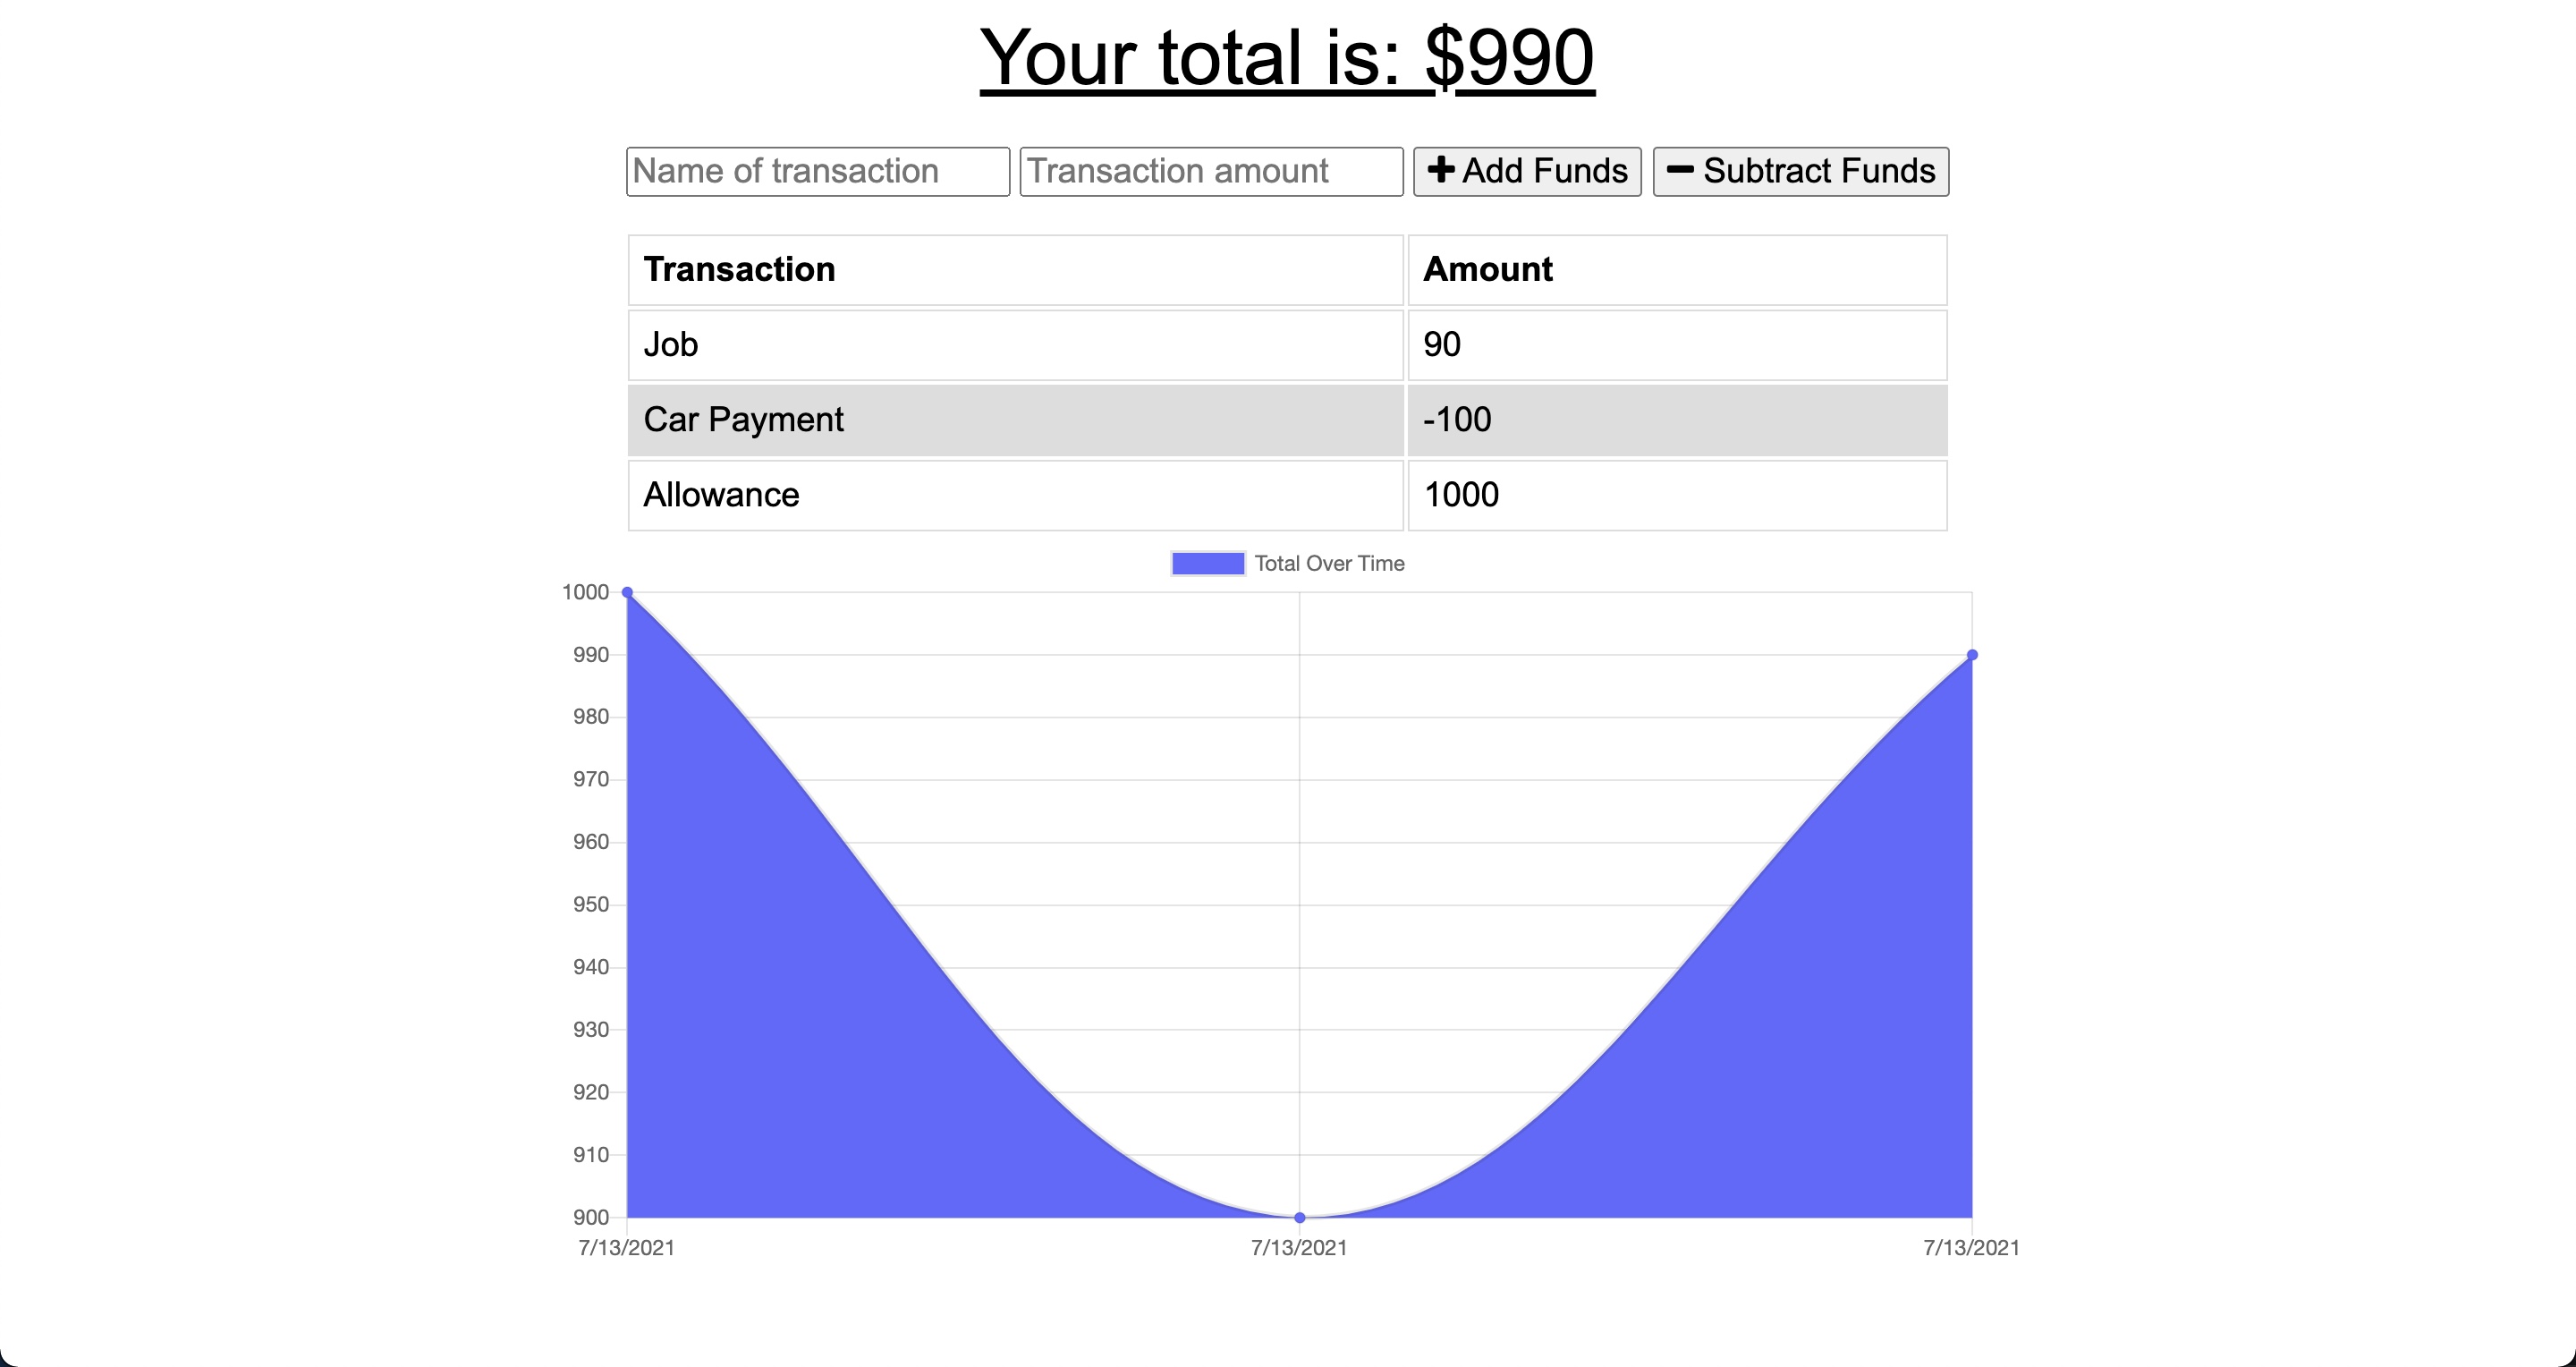 Your total is: $990
Name of transaction Transaction amount Add Funds Subtract Funds
Transaction Amount
Job 90
Car Payment -100
Allowance 1000
Total Over Time
1000
990
980
970
960
950
940
930
920
910
900
7/13/2021 7/13/2021 7/13/2021